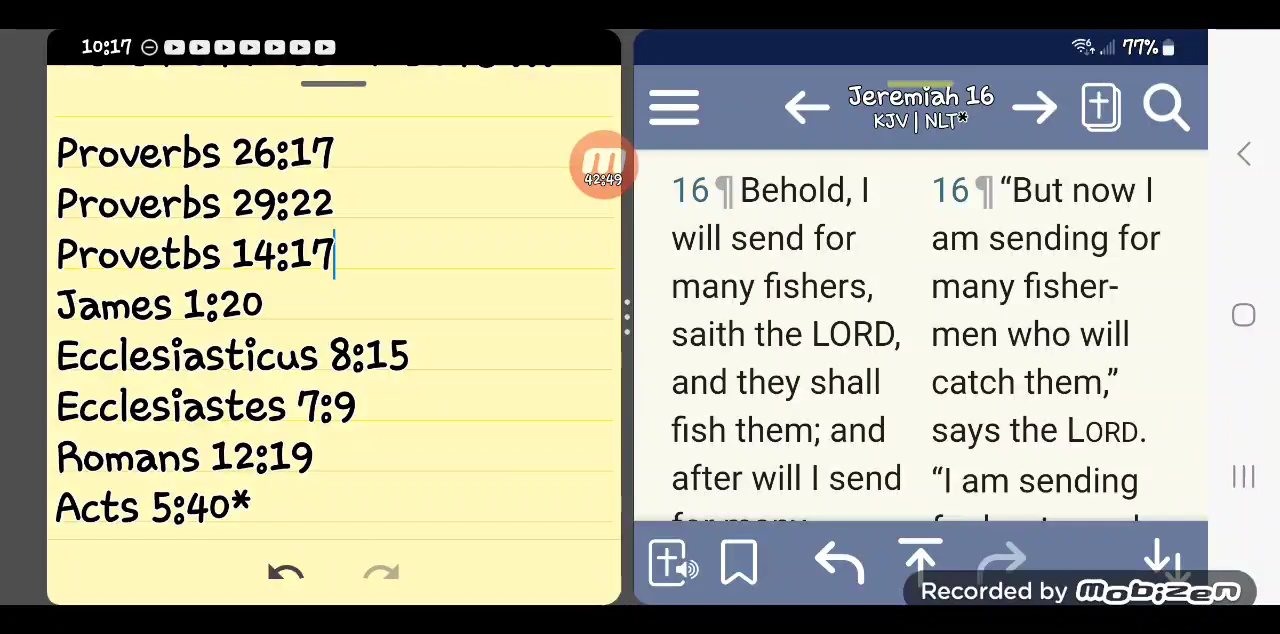 10:17
Proverbs 26:17
Proverbs 29:22
Provetbs 14:17
James 1:20
Ecclesiasticus 8:15
Ecclesiastes 7:9
Romans 12:19
Acts 5:40*
42:49
77%
Jeremiah 16
KJV | NLT*
16 ¶ Behold, I
will send for
many fishers,
saith the LORD,
and they shall
fish them; and
after will I send
for many
16 ¶ “But now I
am sending for
many fisher-
men who will
catch them,”
says the LORD.
“I am sending
Recorded by MOBIZEN